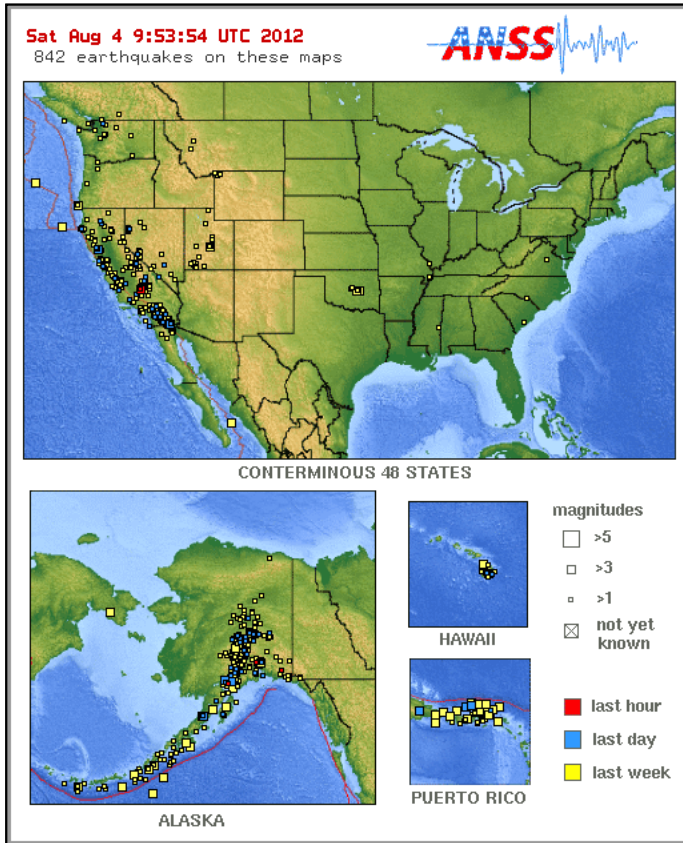 Sat Aug 4 9:53:54 UTC 2012
842 earthquakes on these maps
ANSS
CONTERMINOUS 48 STATES
ALASKA
HAWAII
PUERTO RICO
magnitudes
>5
>3
>1
not yet
known
last hour
last day
last week